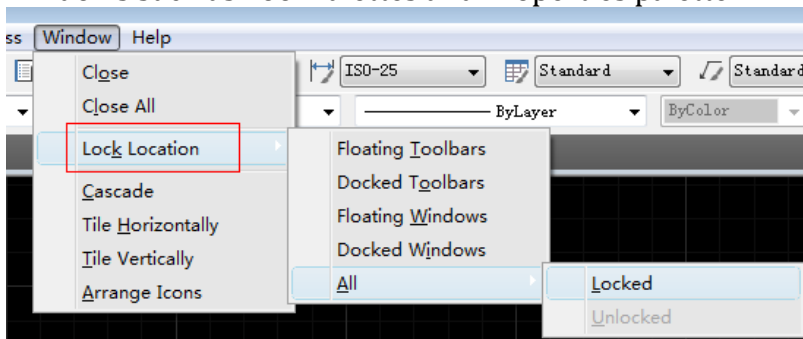 ss Window Help
ISO-25 Standard Standard
ByLayer ByColor
Close
Close All
Lock Location
Cascade
Tile Horizontally
Tile Vertically
Arrange Icons
Floating Toolbars
Docked Toolbars
Floating Windows
Docked Windows
All
Locked
Unlocked